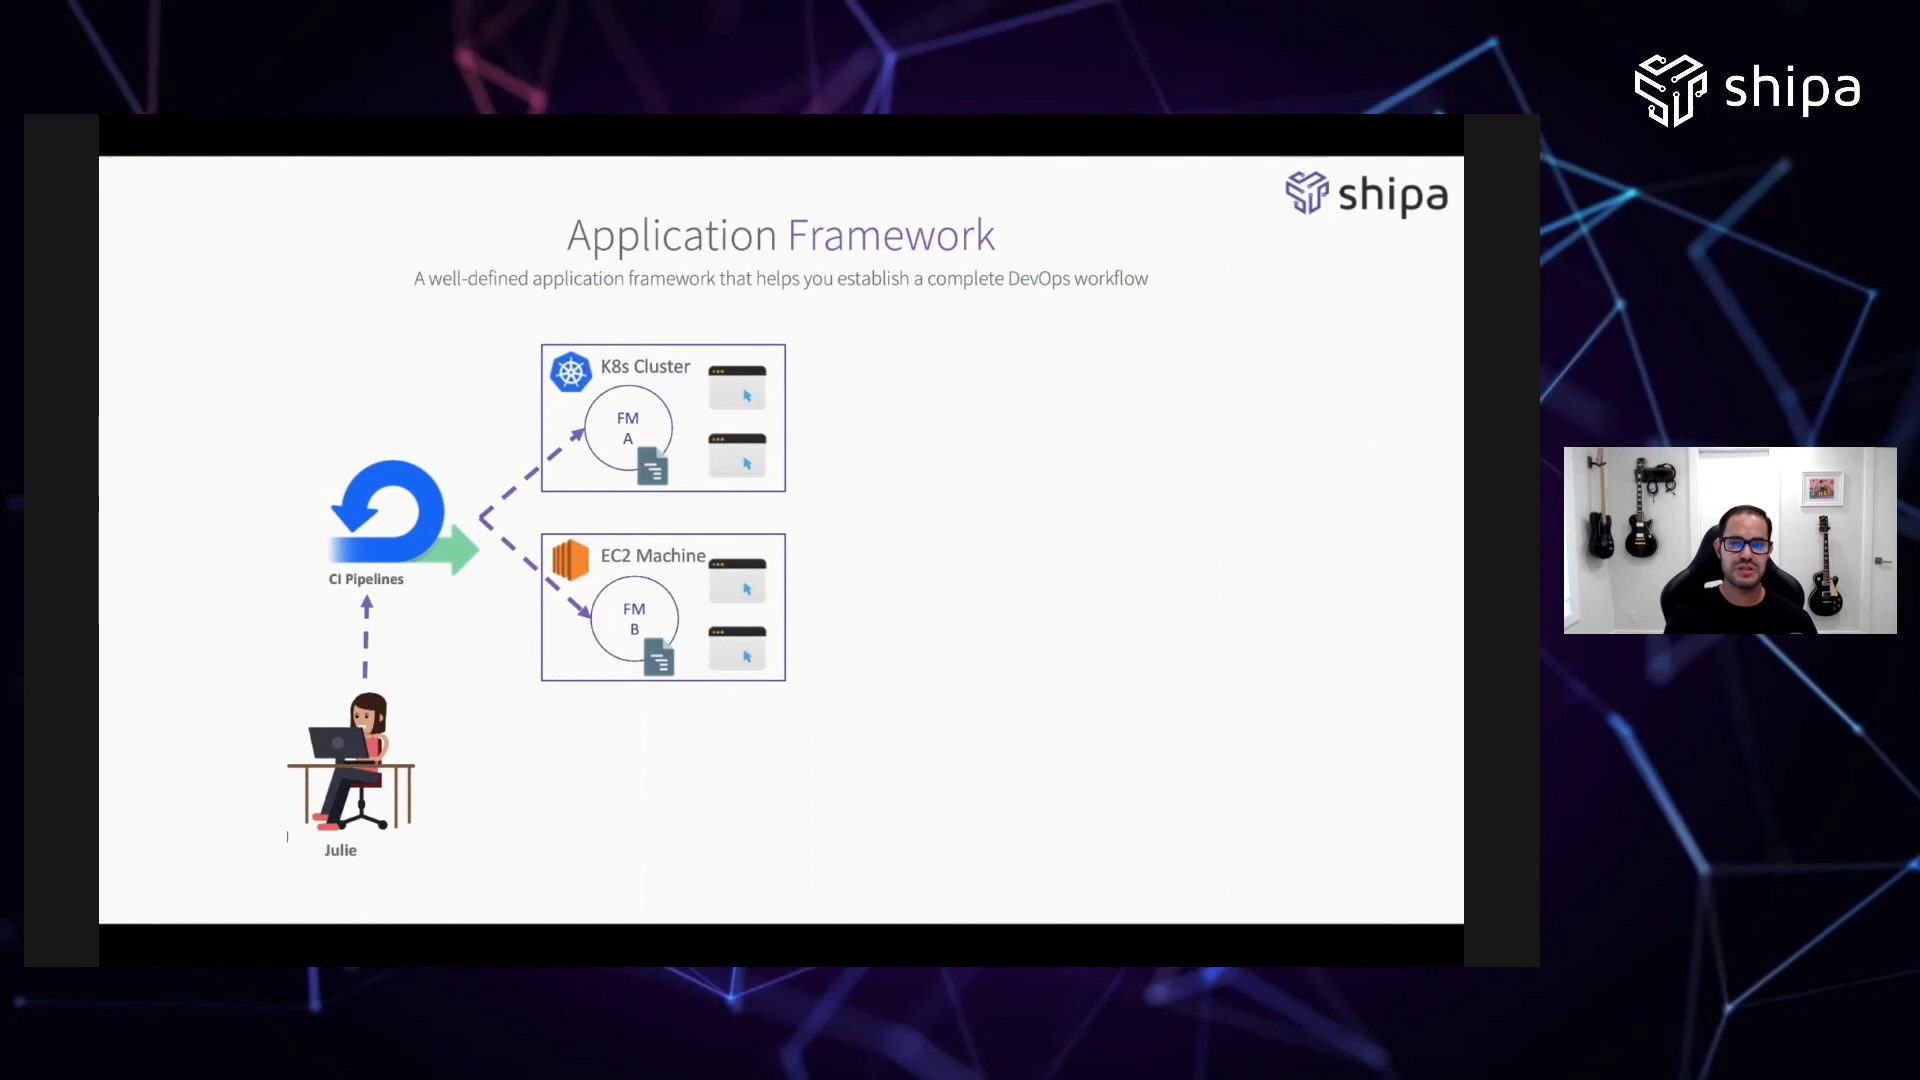 shipa
shipa
Application Framework
A well-defined application framework that helps you establish a complete DevOps workflow
K8s Cluster
FM
A
EC2 Machine
FM
B
CI Pipelines
Julie